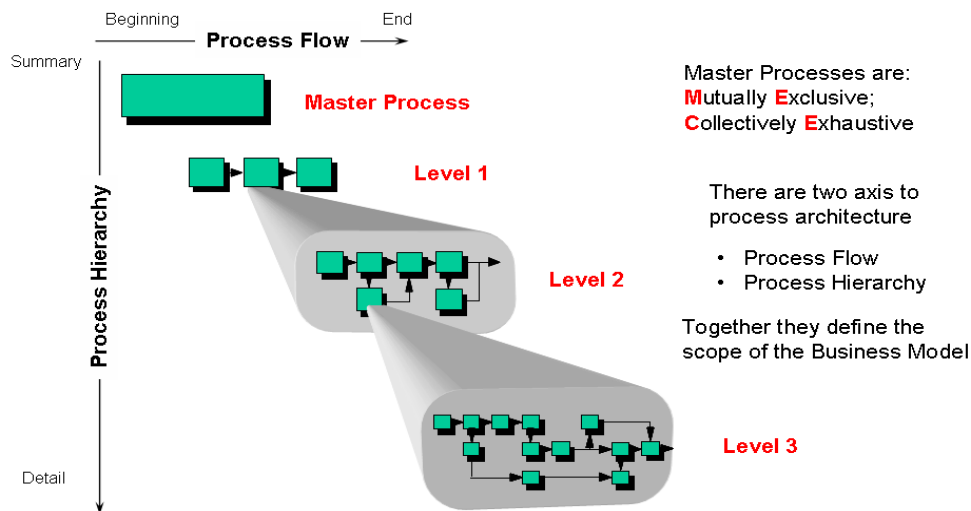 Beginning
End
Process Flow
Summary
Master Process
Master Processes are:
Mutually Exclusive;
Collectively Exhaustive
Level 1
There are two axis to
process architecture
• Process Flow
• Process Hierarchy
Process Hierarchy
Level 2
Together they define the
scope of the Business Model
Level 3
Detail